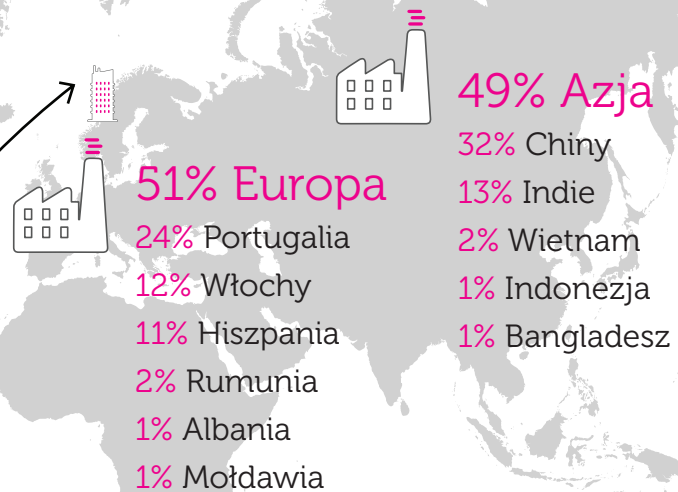 51% Europa
24% Portugalia
12% Włochy
11% Hiszpania
2% Rumunia
1% Albania
1% Mołdawia
49% Azja
32% Chiny
13% Indie
2% Wietnam
1% Indonezja
1% Bangladesz